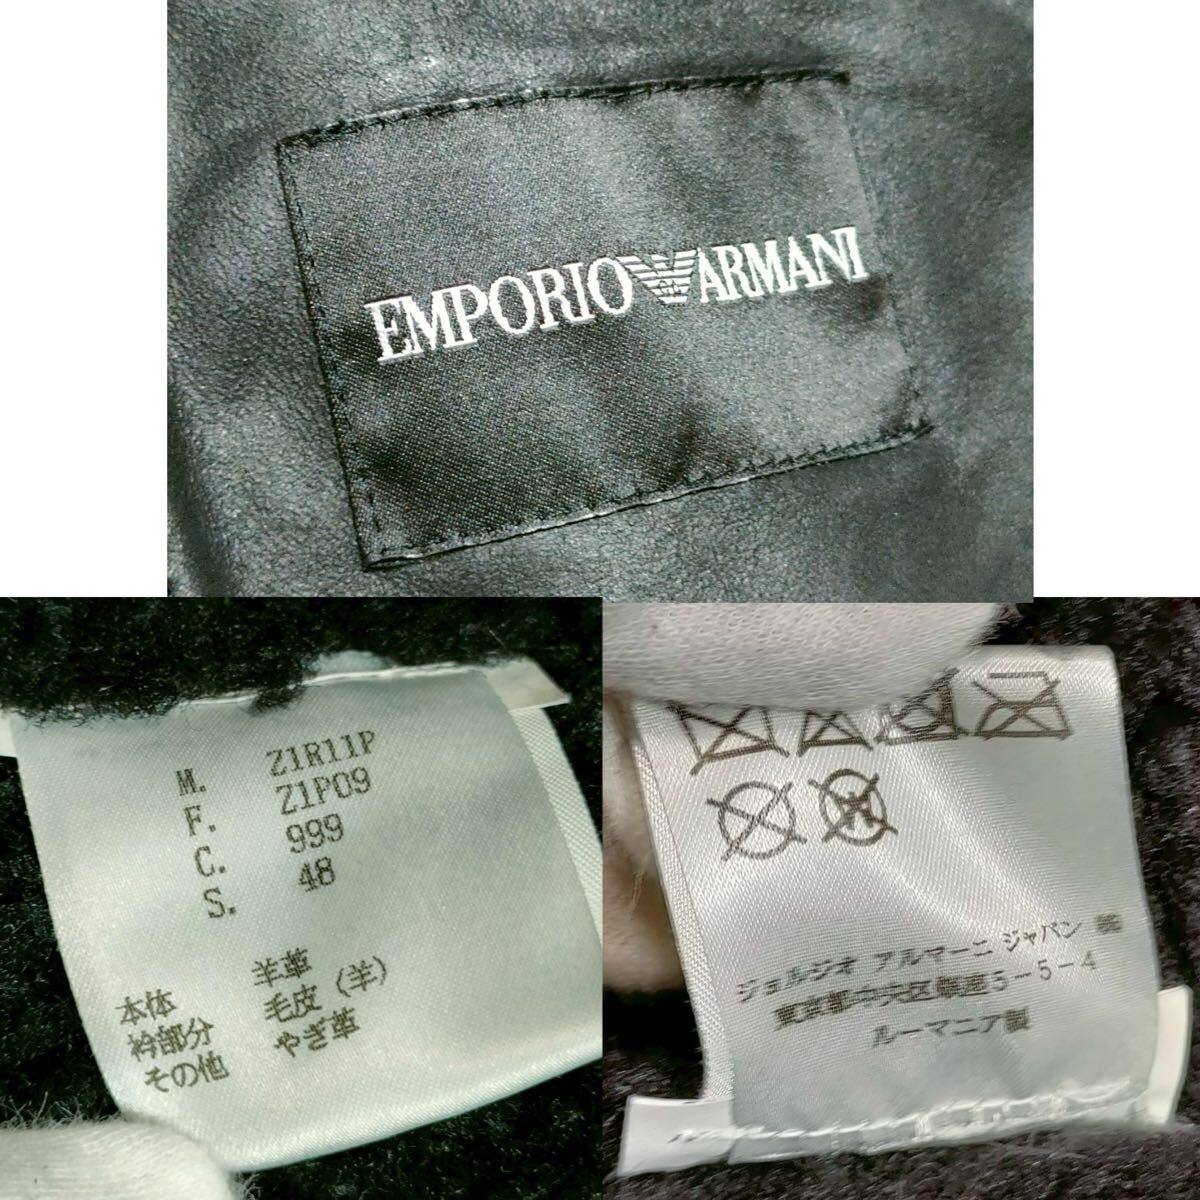 EMPORIO ARMANI
M. Z1R11P
F. Z1P09
C. 999
S. 48
本体 羊革
衿部分 毛皮(羊)
その他 やぎ革
ジョルジオ アルマーニ ジャパン ㈱
東京都中央区銀座5-5-4
ルーマニア製